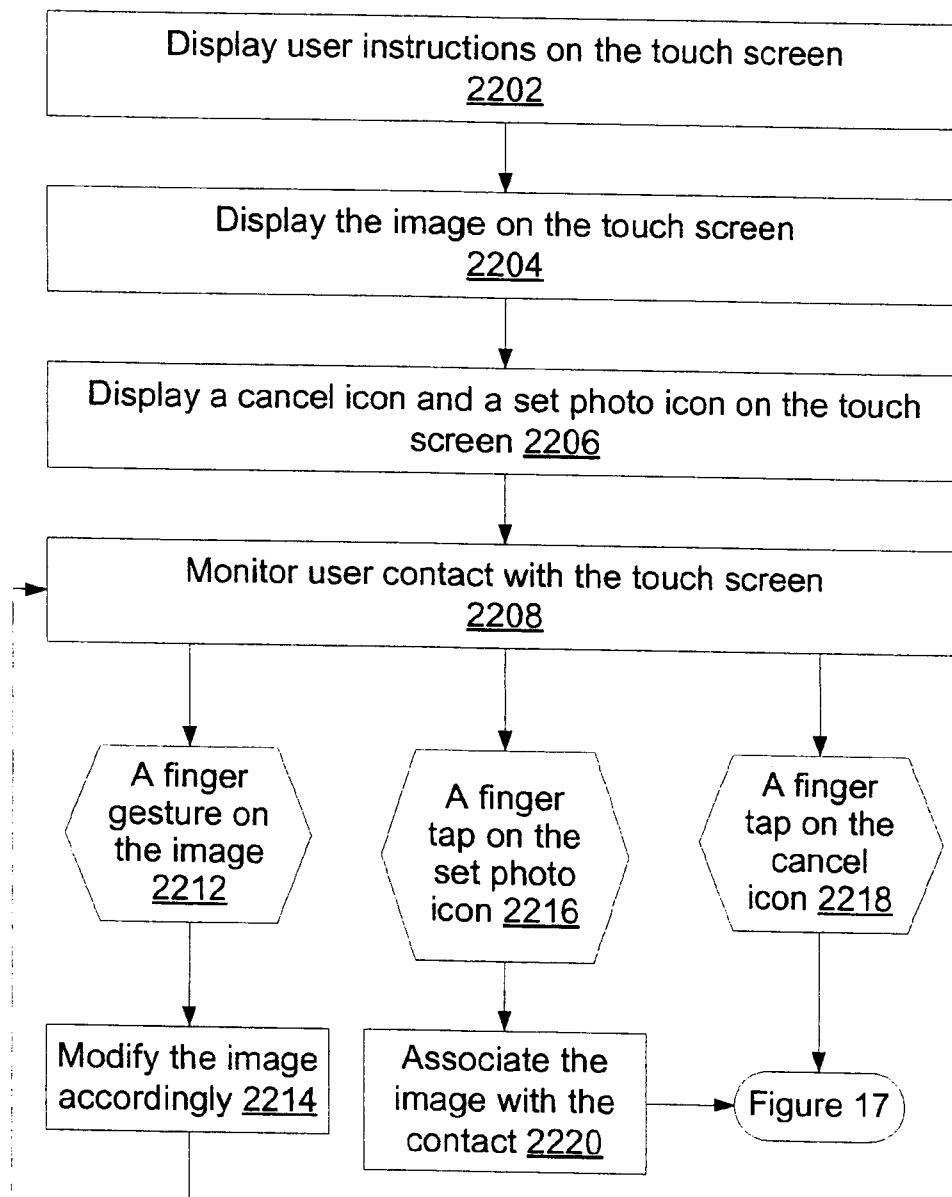 Display user instructions on the touch screen
2202
Display the image on the touch screen
2204
Display a cancel icon and a set photo icon on the touch
screen 2206
Monitor user contact with the touch screen
2208
A finger
gesture on
the image
2212
A finger
tap on the
set photo
icon 2216
A finger
tap on the
cancel
icon 2218
Modify the image
accordingly 2214
Associate the
image with the
contact 2220
Figure 17